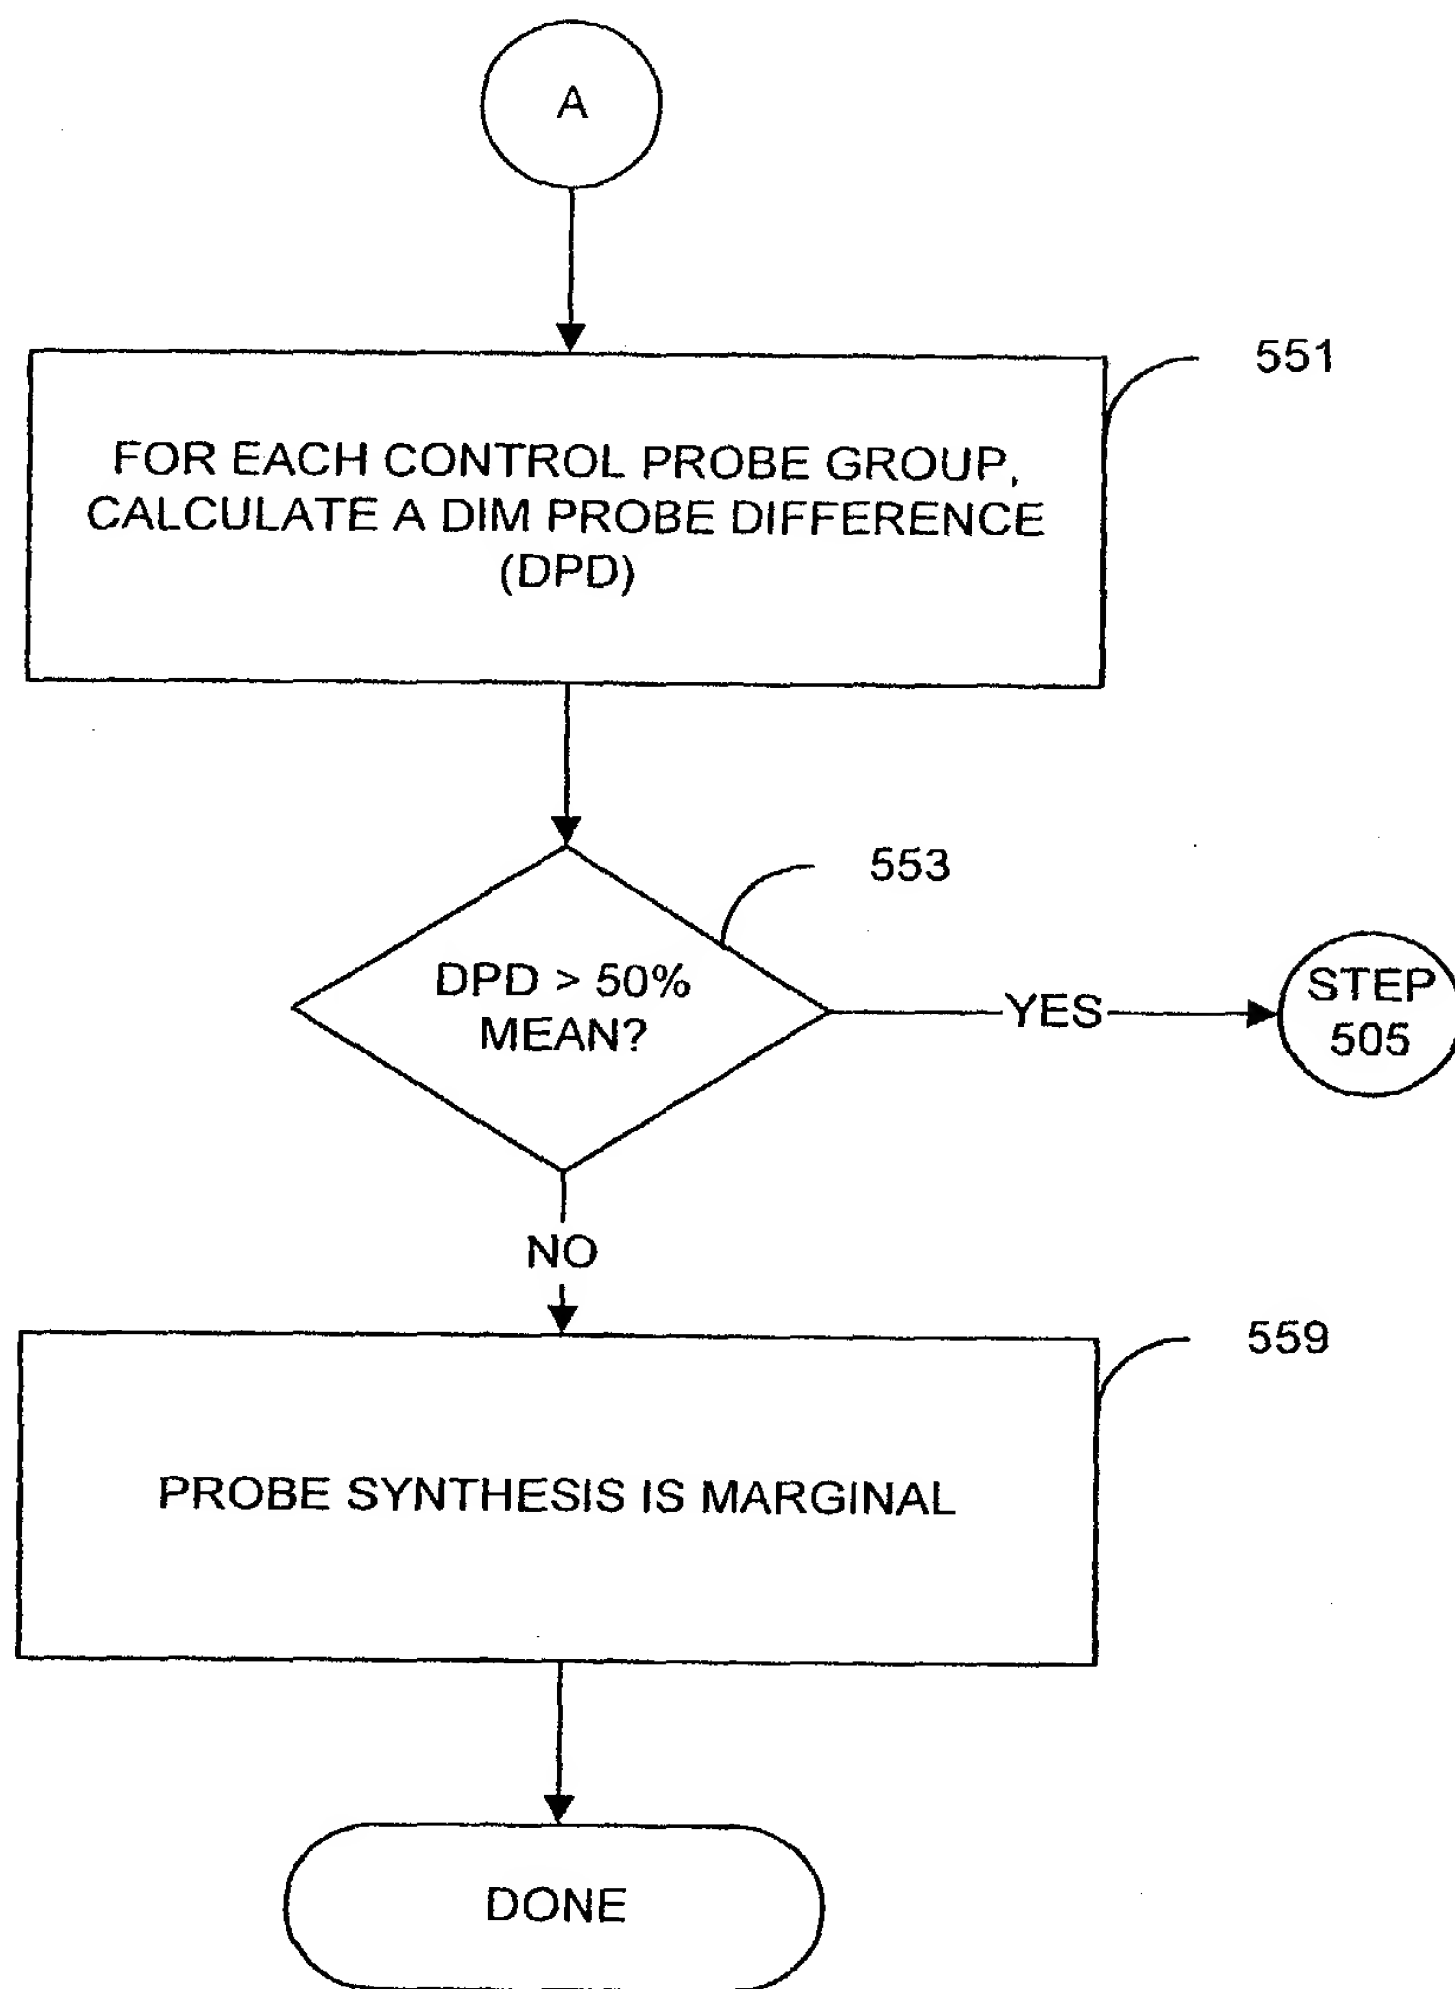 A
551
FOR EACH CONTROL PROBE GROUP,
CALCULATE A DIM PROBE DIFFERENCE
(DPD)
553
DPD > 50%
MEAN?
YES
STEP
505
NO
559
PROBE SYNTHESIS IS MARGINAL
DONE